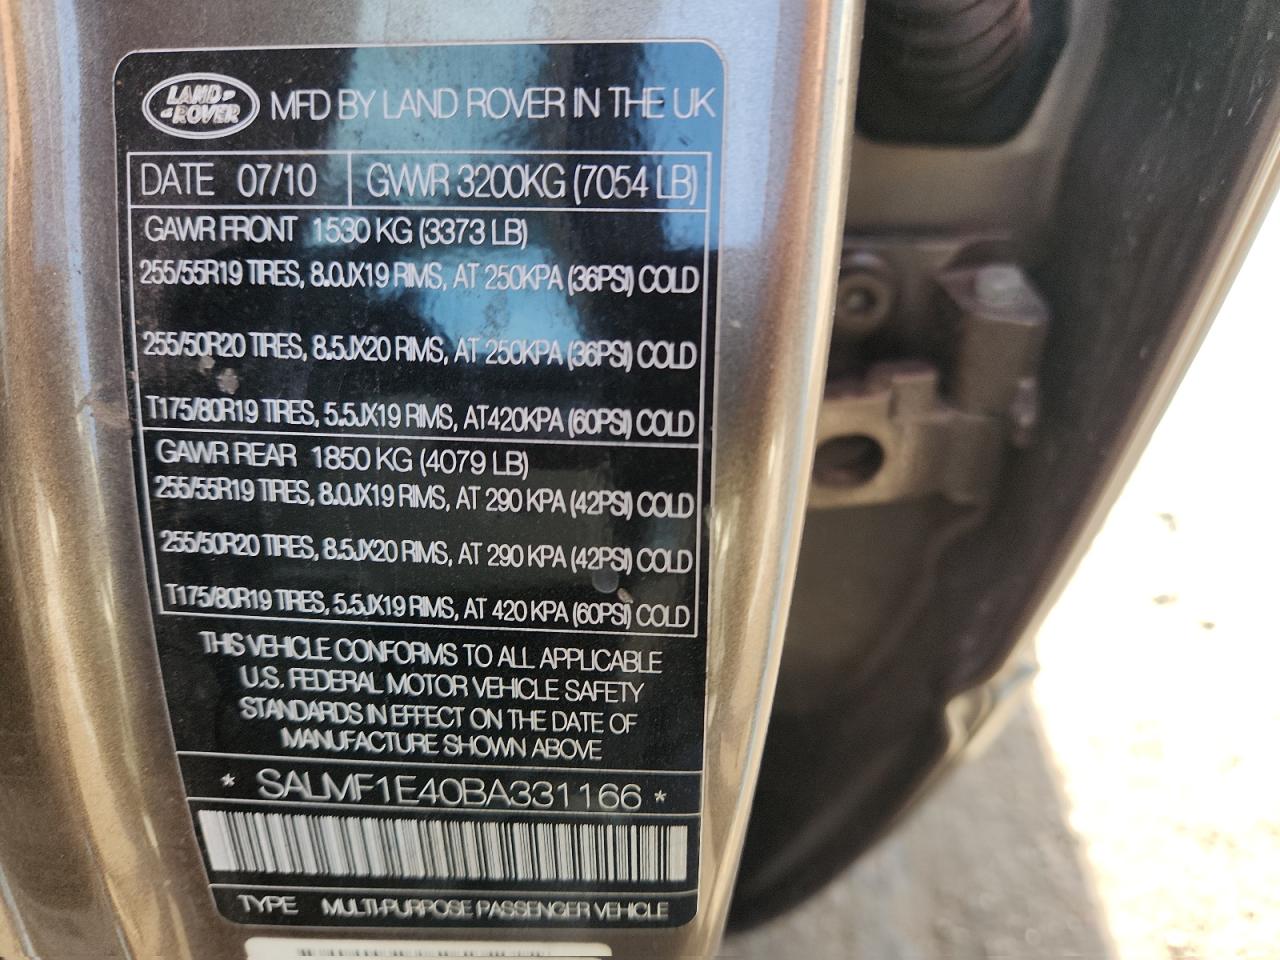 LAND ROVER MFD BY LAND ROVER IN THE UK
DATE 07/10 GVWR 3200KG (7054 LB)
GAWR FRONT 1530 KG (3373 LB)
255/55R19 TIRES, 8.0JX19 RIMS, AT 250KPA (36PSI) COLD
255/50R20 TIRES, 8.5JX20 RIMS, AT 250KPA (36PSI) COLD
T175/80R19 TIRES, 5.5JX19 RIMS, AT 420KPA (60PSI) COLD
GAWR REAR 1850 KG (4079 LB)
255/55R19 TIRES, 8.0JX19 RIMS, AT 290 KPA (42PSI) COLD
255/50R20 TIRES, 8.5JX20 RIMS, AT 290 KPA (42PSI) COLD
T175/80R19 TIRES, 5.5JX19 RIMS, AT 420 KPA (60PSI) COLD
THIS VEHICLE CONFORMS TO ALL APPLICABLE
U.S. FEDERAL MOTOR VEHICLE SAFETY
STANDARDS IN EFFECT ON THE DATE OF
MANUFACTURE SHOWN ABOVE
* SALMF1E40BA331166 *
TYPE MULTI-PURPOSE PASSENGER VEHICLE